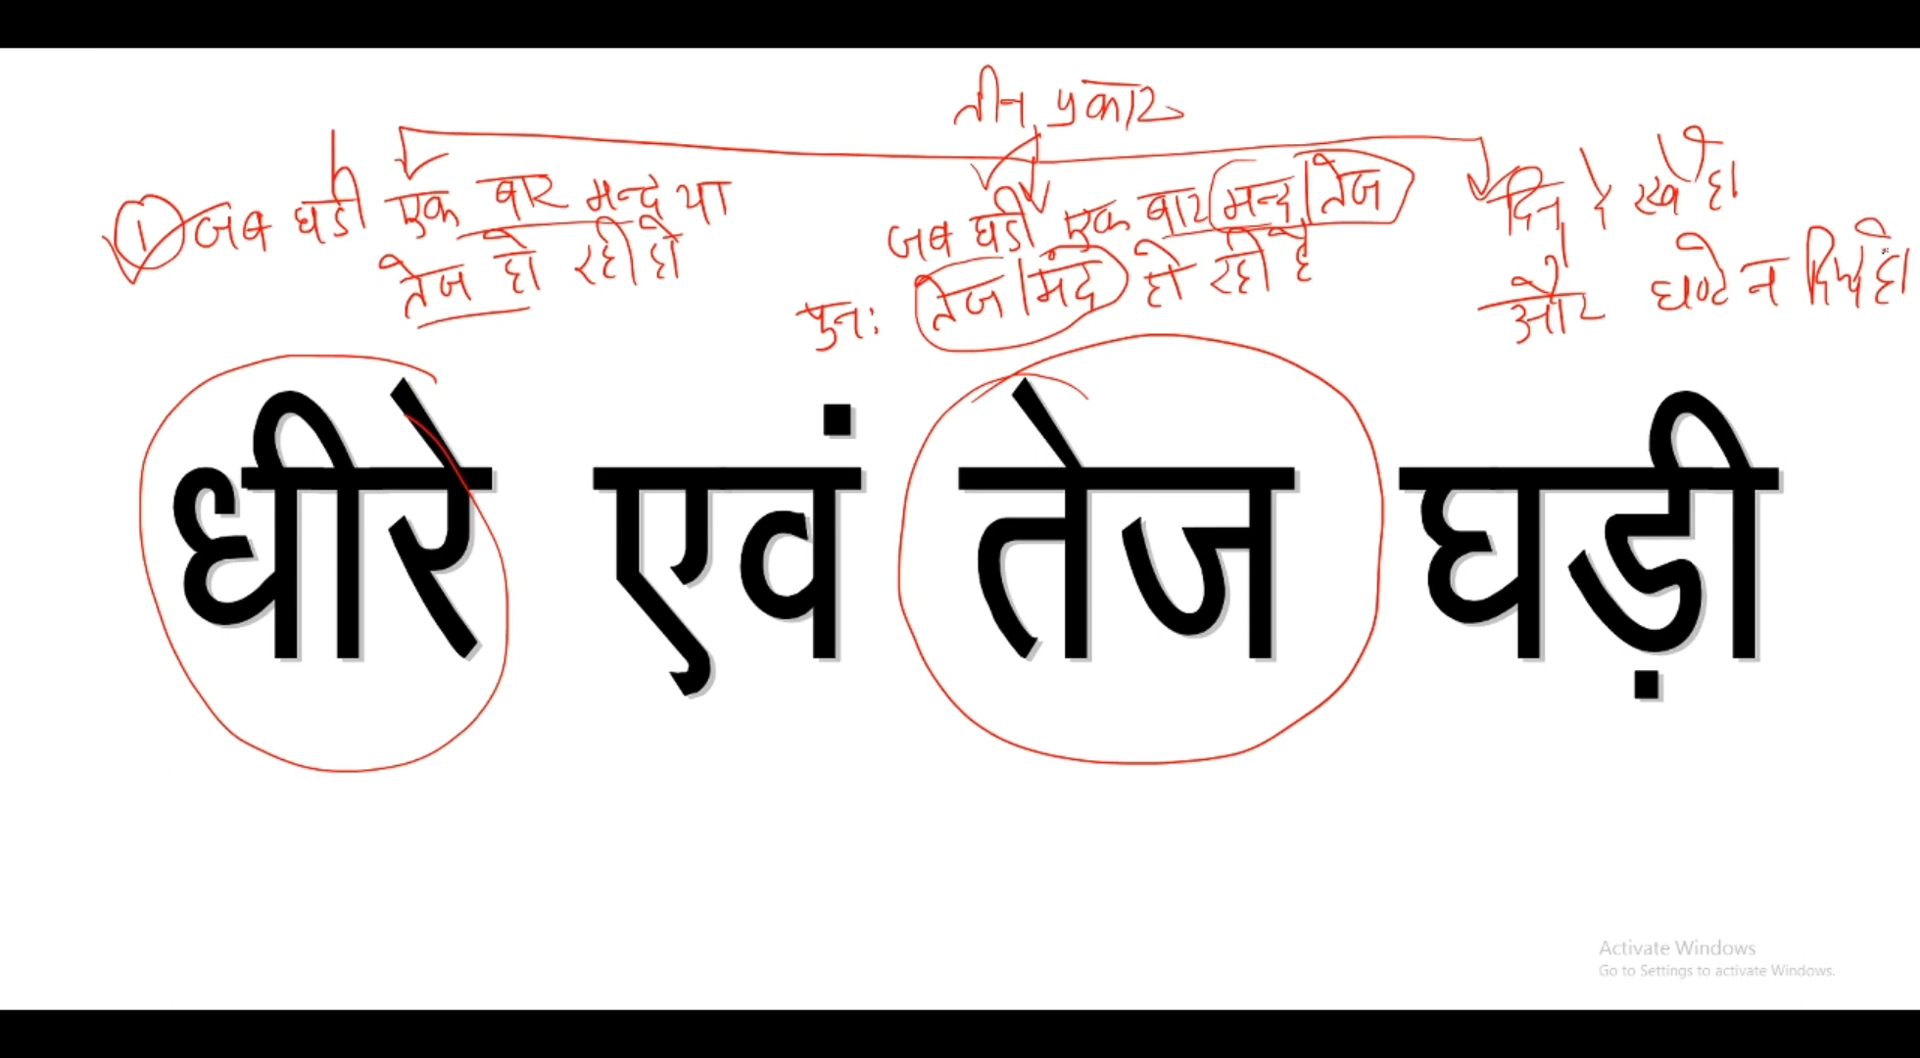 तीन प्रकार
① जब घडी एक बार मन्द या
तेज हो रही हो
जब घडी एक बार मन्द|तेज
पुनः तेज|मंद हो रही है
दिन दे रखे हो
और घण्टे न दिये हो
धीरे एवं तेज घड़ी
Activate Windows
Go to Settings to activate Windows.